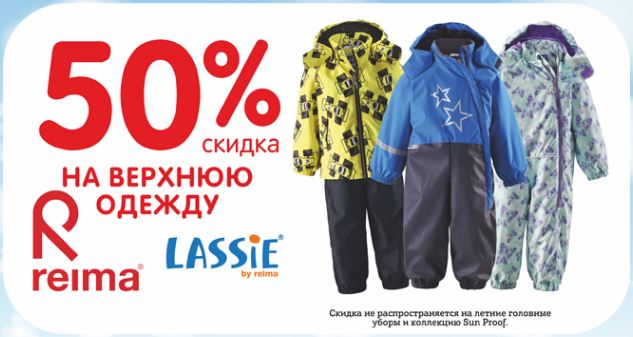 50%
скидка
НА ВЕРХНЮЮ
ОДЕЖДУ
reima®
LASSiE®
by reima
Скидка не распространяется на летние головные
уборы и коллекцию Sun Proof.